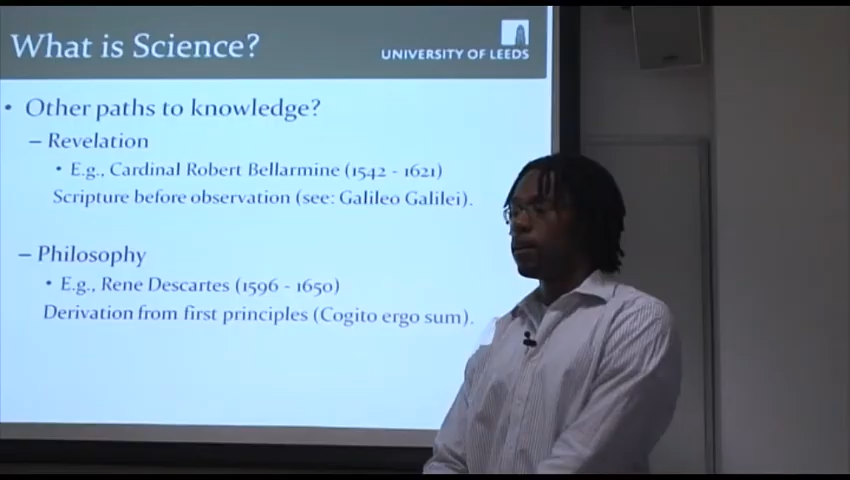 What is Science?
UNIVERSITY OF LEEDS
• Other paths to knowledge?
– Revelation
• E.g., Cardinal Robert Bellarmine (1542 - 1621)
Scripture before observation (see: Galileo Galilei).
– Philosophy
• E.g., Rene Descartes (1596 - 1650)
Derivation from first principles (Cogito ergo sum).